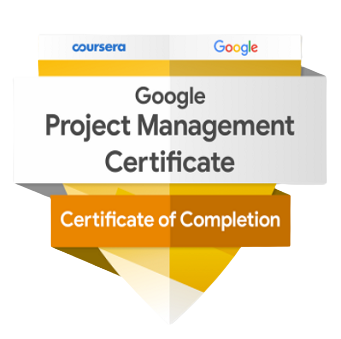 coursera Google
Google
Project Management
Certificate
Certificate of Completion